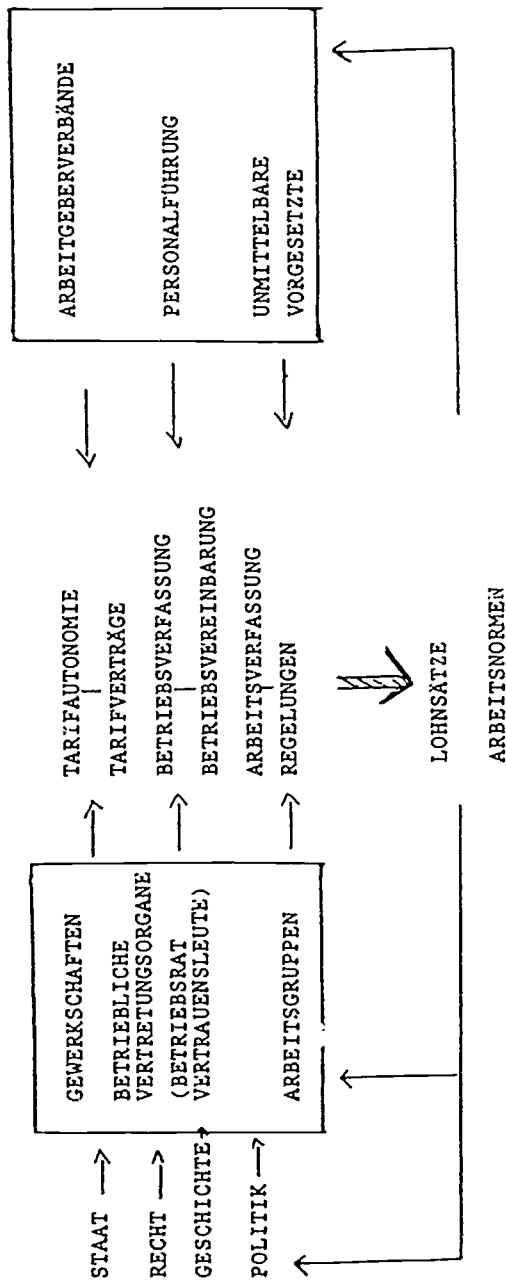 STAAT
RECHT
GESCHICHTE
POLITIK
GEWERKSCHAFTEN
BETRIEBLICHE
VERTRETUNGSORGANE
(BETRIEBSRAT
VERTRAUENSLEUTE)
ARBEITSGRUPPEN
TARIFAUTONOMIE
TARIFVERTRÄGE
BETRIEBSVERFASSUNG
BETRIEBSVEREINBARUNG
ARBEITSVERFASSUNG
REGELUNGEN
ARBEITGEBERVERBÄNDE
PERSONALFÜHRUNG
UNMITTELBARE
VORGESETZTE
LOHNSÄTZE
ARBEITSNORMEN